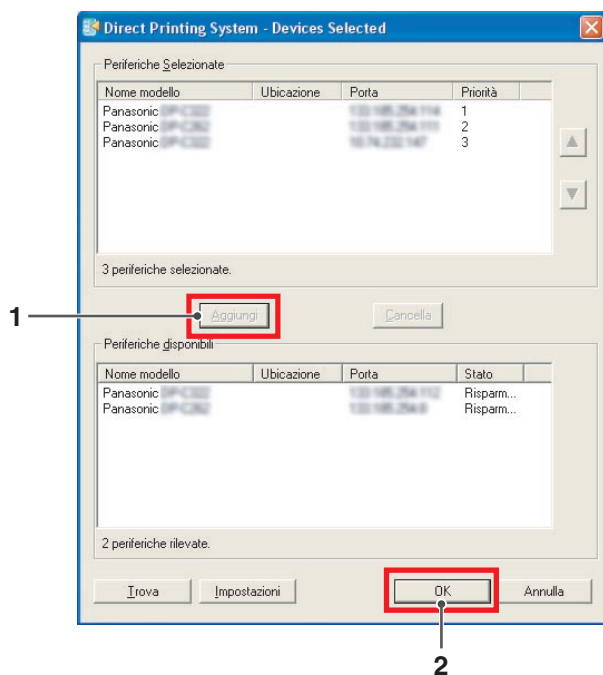 Direct Printing System - Devices Selected
Periferiche Selezionate
Nome modello Ubicazione Porta Priorità
Panasonic 1
Panasonic 2
Panasonic 3
3 periferiche selezionate.
1
Aggiungi Cancella
Periferiche disponibili
Nome modello Ubicazione Porta Stato
Panasonic Risparm...
Panasonic Risparm...
2 periferiche rilevate.
Trova Impostazioni OK Annulla
2